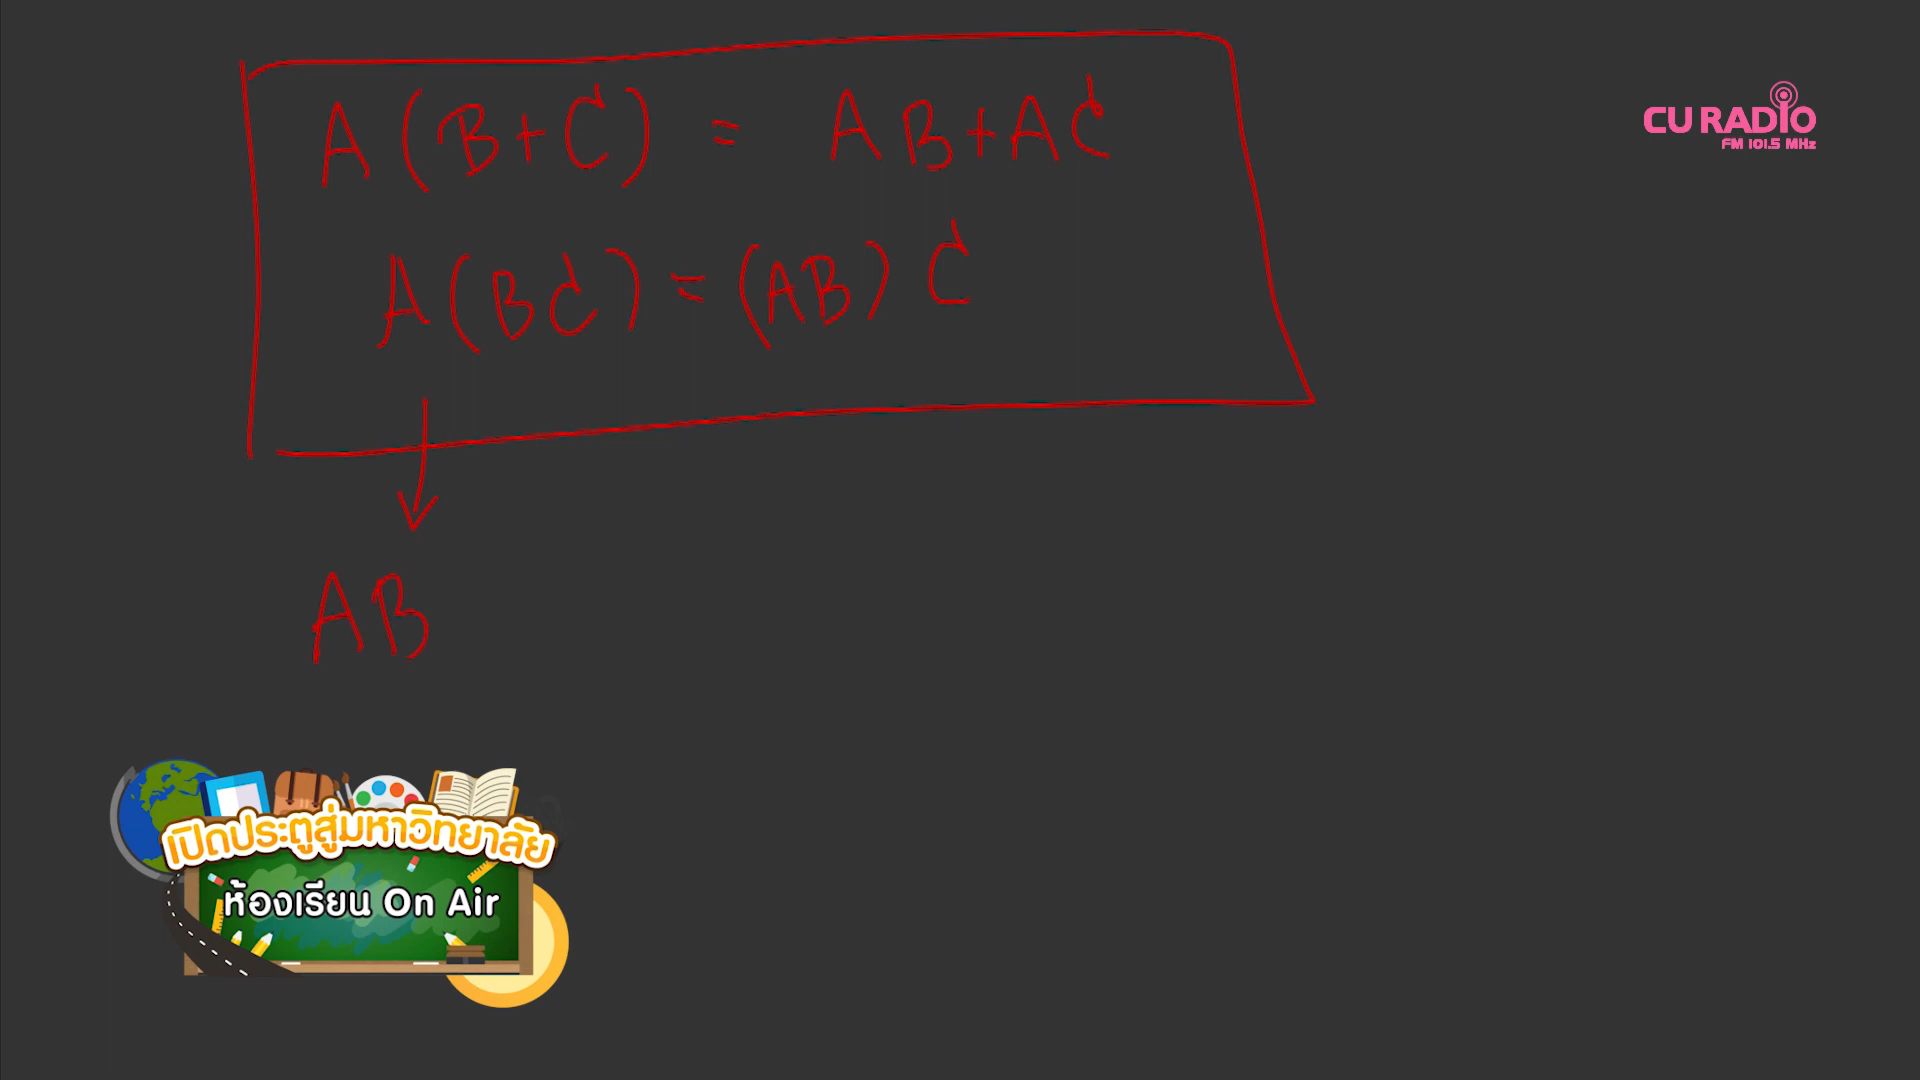 A(B+C) = AB+AC
CU RADIO
FM 101.5 MHz
A(BC) = (AB)C
AB
เปิดประตูสู่มหาวิทยาลัย
ห้องเรียน On Air